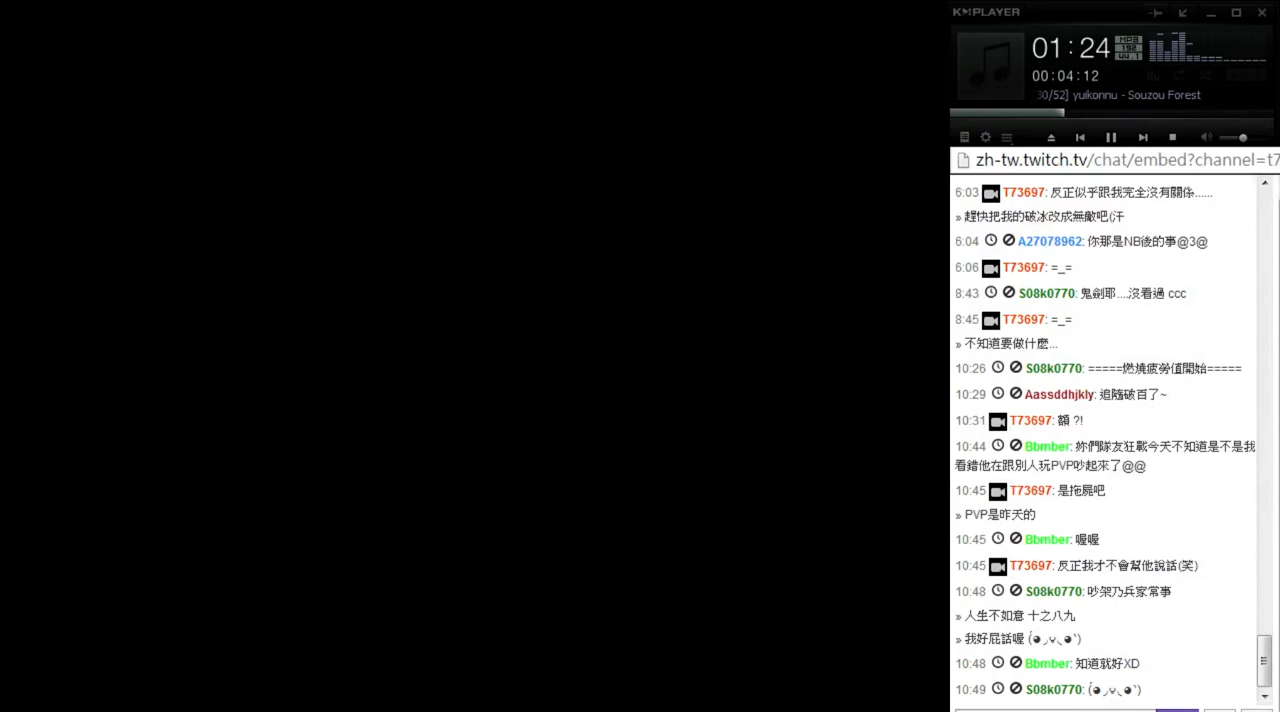 KMPLAYER
01:24
MP3
192
00:04:12
30/52] yuikonnu - Souzou Forest
zh-tw.twitch.tv/chat/embed?channel=t7
6:03 T73697: 反正似乎跟我完全沒有關係......
» 趕快把我的破冰改成無敵吧(汗
6:04 A27078962: 你那是NB後的事@3@
6:06 T73697: =_=
8:43 S08k0770: 鬼劍耶....沒看過 ccc
8:45 T73697: =_=
» 不知道要做什麼...
10:26 S08k0770: =====燃燒疲勞值開始=====
10:29 Aassddhjkly: 追隨破百了~
10:31 T73697: 額 ?!
10:44 Bbmber: 妳們隊友狂戰今天不知道是不是我
看錯他在跟別人玩PVP吵起來了@@
10:45 T73697: 是拖屍吧
» PVP是昨天的
10:45 Bbmber: 喔喔
10:45 T73697: 反正我才不會幫他說話(笑)
10:48 S08k0770: 吵架乃兵家常事
» 人生不如意 十之八九
» 我好屁話喔 (́◕◞౪◟◕‵)
10:48 Bbmber: 知道就好XD
10:49 S08k0770: (́◕◞౪◟◕‵)